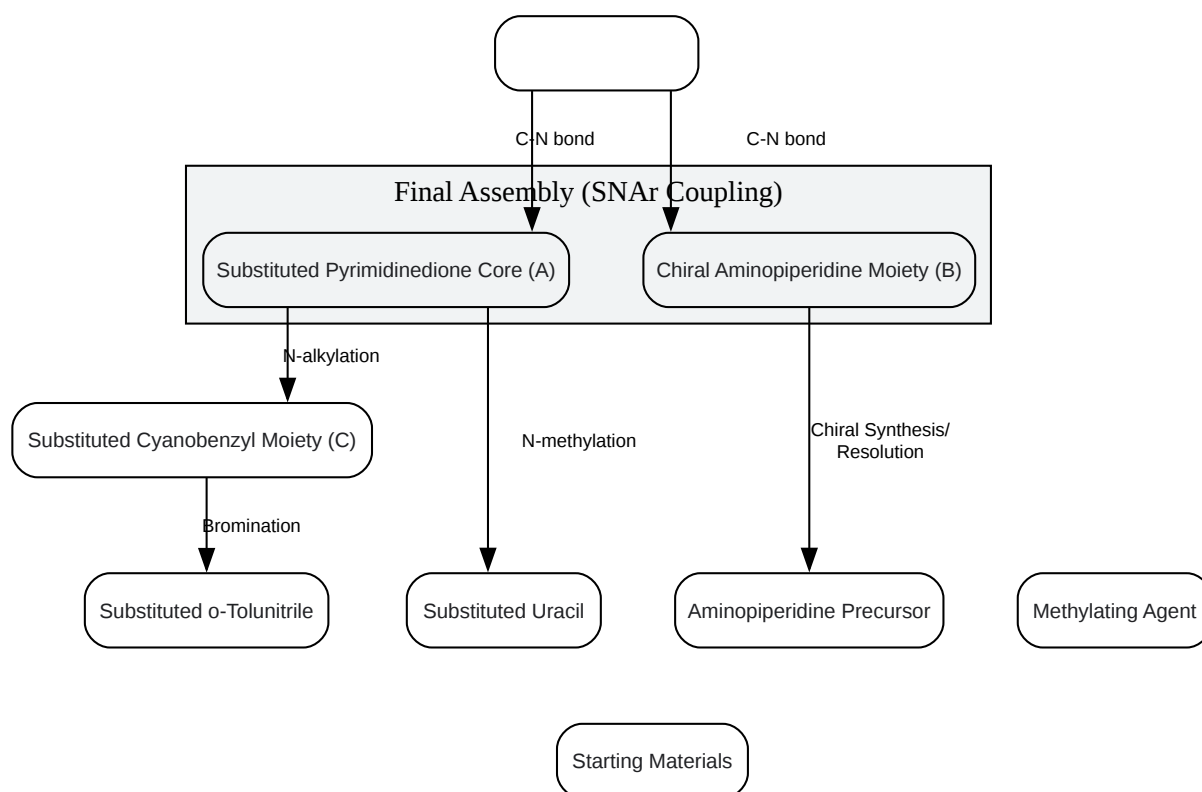 C-N bond
C-N bond
Final Assembly (SNAr Coupling)
Substituted Pyrimidinedione Core (A)
Chiral Aminopiperidine Moiety (B)
N-alkylation
Substituted Cyanobenzyl Moiety (C)
N-methylation
Chiral Synthesis/
Resolution
Bromination
Substituted o-Tolunitrile
Substituted Uracil
Aminopiperidine Precursor
Methylating Agent
Starting Materials